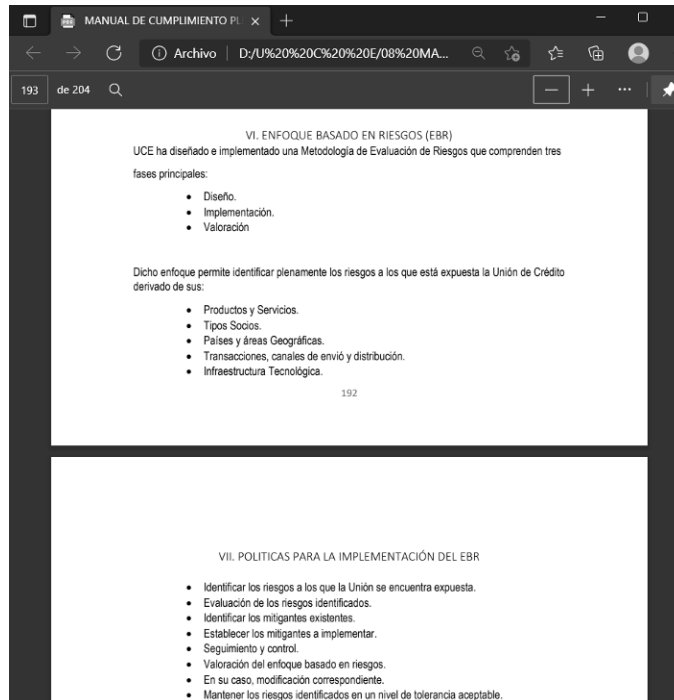 MANUAL DE CUMPLIMIENTO PL
Archivo
D:/U%20%20C%20%20E/08%20MA...
193 de 204
VI. ENFOQUE BASADO EN RIESGOS (EBR)
UCE ha diseñado e implementado una Metodología de Evaluación de Riesgos que comprenden tres
fases principales:
• Diseño.
• Implementación.
• Valoración
Dicho enfoque permite identificar plenamente los riesgos a los que está expuesta la Unión de Crédito
derivado de sus:
• Productos y Servicios.
• Tipos Socios.
• Países y áreas Geográficas.
• Transacciones, canales de envió y distribución.
• Infraestructura Tecnológica.
192
VII. POLITICAS PARA LA IMPLEMENTACIÓN DEL EBR
• Identificar los riesgos a los que la Unión se encuentra expuesta.
• Evaluación de los riesgos identificados.
• Identificar los mitigantes existentes.
• Establecer los mitigantes a implementar.
• Seguimiento y control.
• Valoración del enfoque basado en riesgos.
• En su caso, modificación correspondiente.
• Mantener los riesgos identificados en un nivel de tolerancia aceptable.